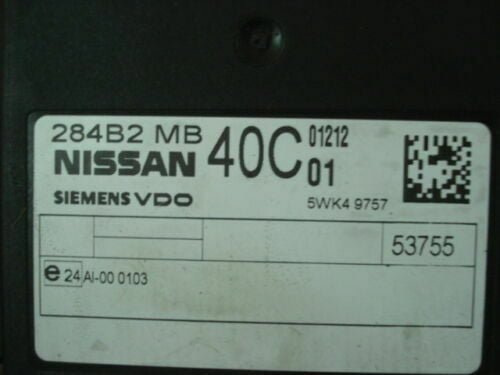 284B2 MB 40C 01212
NISSAN 01
SIEMENS VDO 5WK4 9757
53755
e 24 AI-00 0103